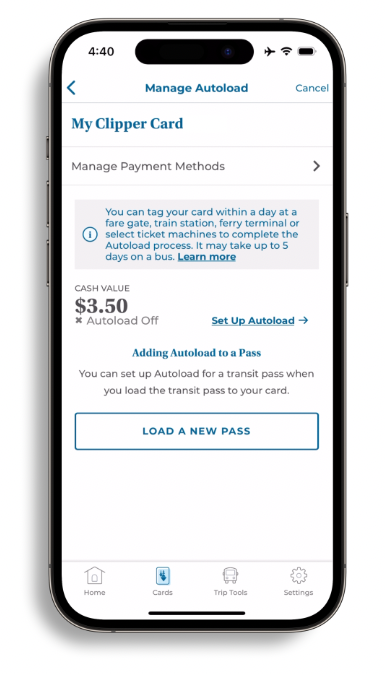 4:40
Manage Autoload
Cancel
My Clipper Card
Manage Payment Methods
You can tag your card within a day at a
fare gate, train station, ferry terminal or
select ticket machines to complete the
Autoload process. It may take up to 5
days on a bus. Learn more
CASH VALUE
$3.50
✖ Autoload Off
Set Up Autoload →
Adding Autoload to a Pass
You can set up Autoload for a transit pass when
you load the transit pass to your card.
LOAD A NEW PASS
Home
Cards
Trip Tools
Settings